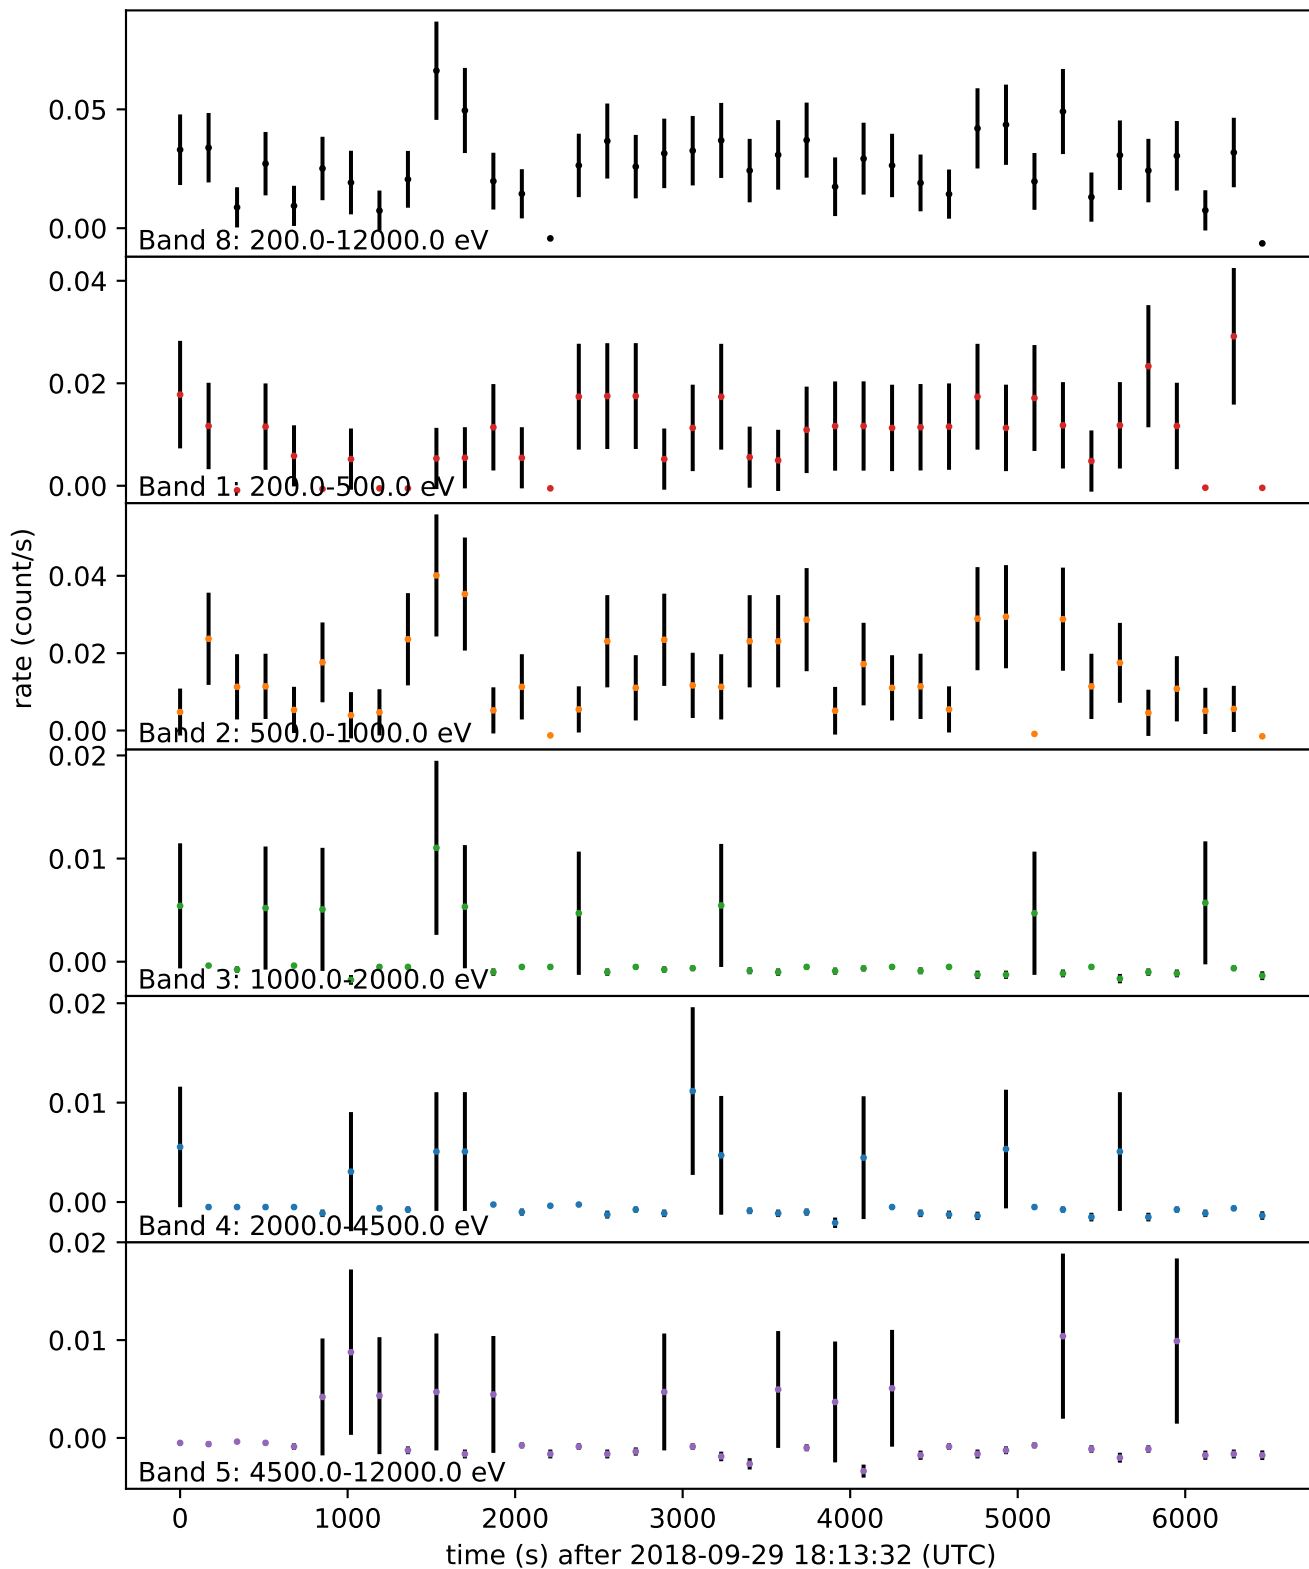 0.05
0.00
Band 8: 200.0-12000.0 eV
0.04
0.02
0.00
Band 1: 200.0-500.0 eV
rate (count/s)
0.04
0.02
0.00
Band 2: 500.0-1000.0 eV
0.02
0.01
0.00
Band 3: 1000.0-2000.0 eV
0.02
0.01
0.00
Band 4: 2000.0-4500.0 eV
0.02
0.01
0.00
Band 5: 4500.0-12000.0 eV
0 1000 2000 3000 4000 5000 6000
time (s) after 2018-09-29 18:13:32 (UTC)